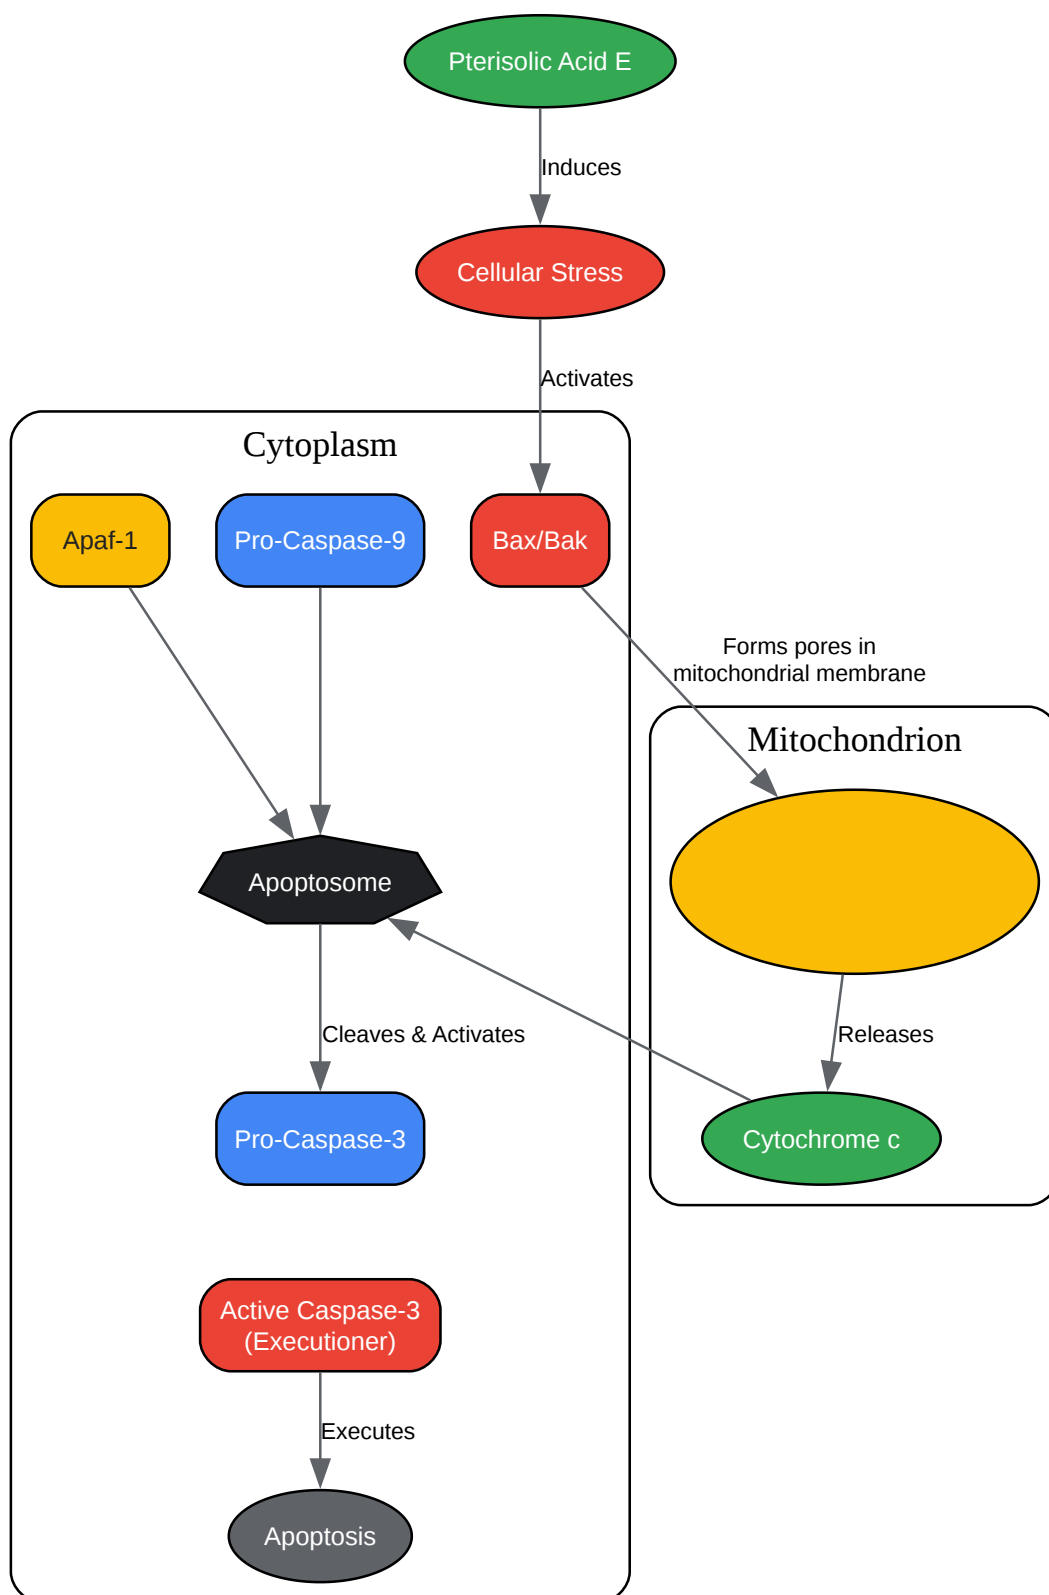 Pterisolic Acid E
Induces
Cellular Stress
Activates
Cytoplasm
Apaf-1
Pro-Caspase-9
Bax/Bak
Forms pores in
mitochondrial membrane
Mitochondrion
Apoptosome
Cleaves & Activates
Releases
Pro-Caspase-3
Cytochrome c
Active Caspase-3
(Executioner)
Executes
Apoptosis